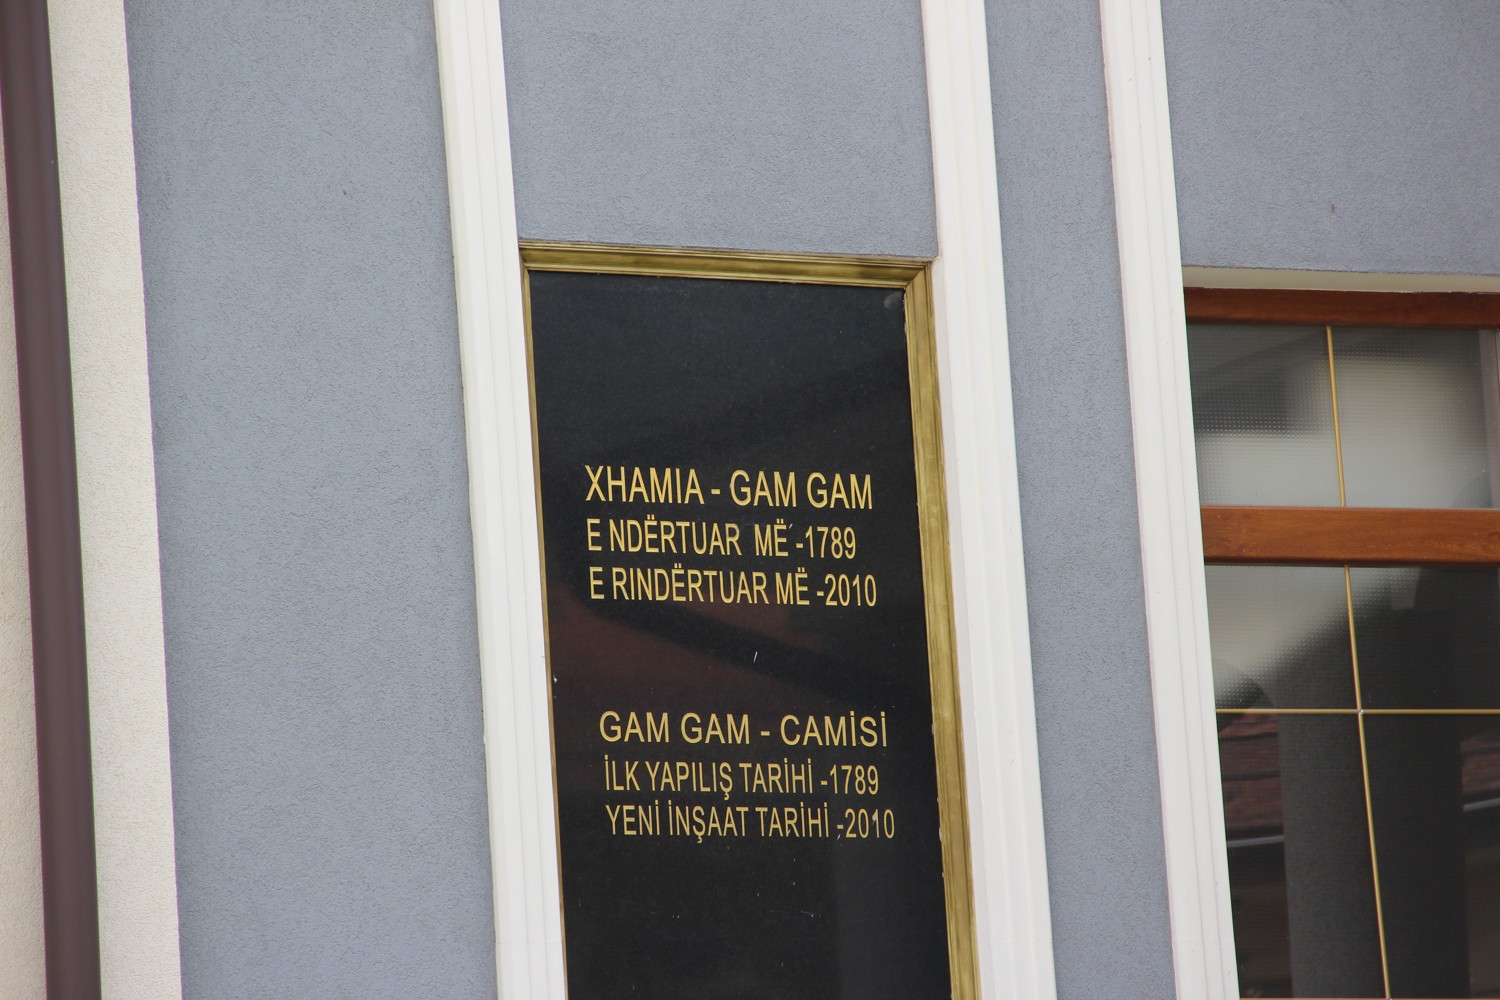 XHAMIA - GAM GAM
E NDËRTUAR MË -1789
E RINDËRTUAR MË -2010
GAM GAM - CAMİSİ
İLK YAPILIŞ TARİHİ -1789
YENİ İNŞAAT TARİHİ -2010